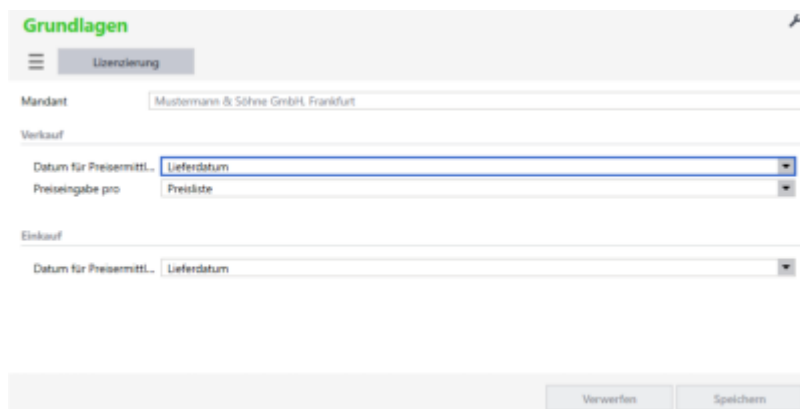 Grundlagen
Lizenzierung
Mandant Mustermann & Söhne GmbH, Frankfurt
Verkauf
Datum für Preisermittl... Lieferdatum
Preiseingabe pro Preisliste
Einkauf
Datum für Preisermittl... Lieferdatum
Verwerfen Speichern